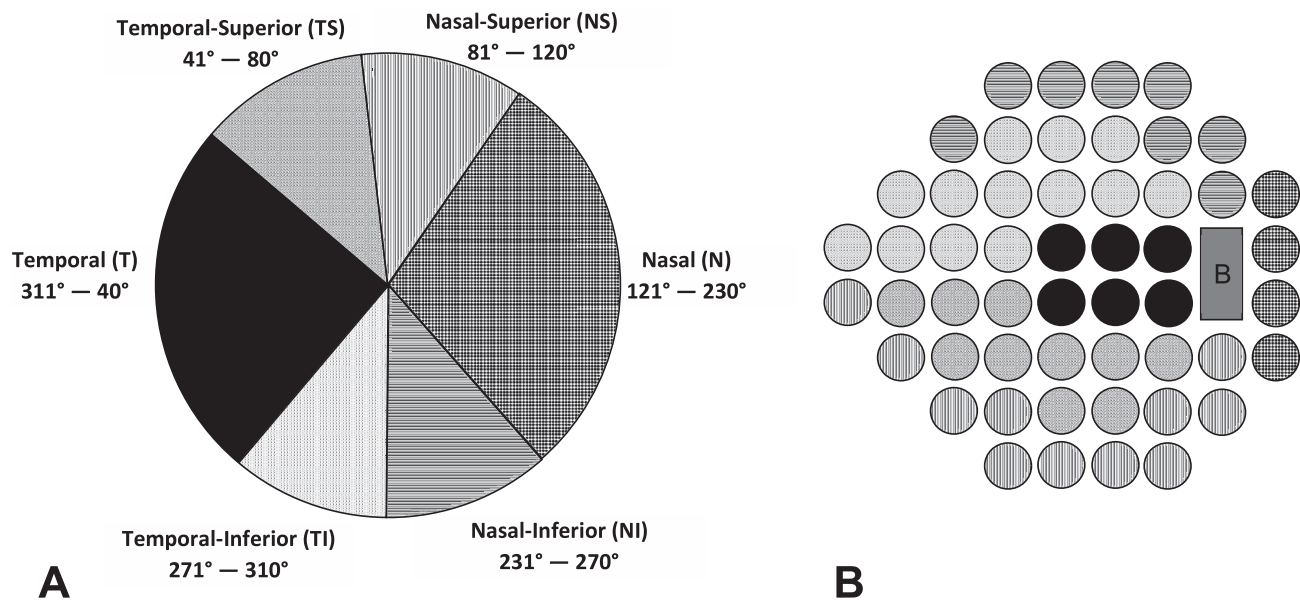 Temporal-Superior (TS)
41° — 80°
Nasal-Superior (NS)
81° — 120°
Temporal (T)
311° — 40°
Nasal (N)
121° — 230°
Temporal-Inferior (TI)
271° — 310°
Nasal-Inferior (NI)
231° — 270°
A
B
B